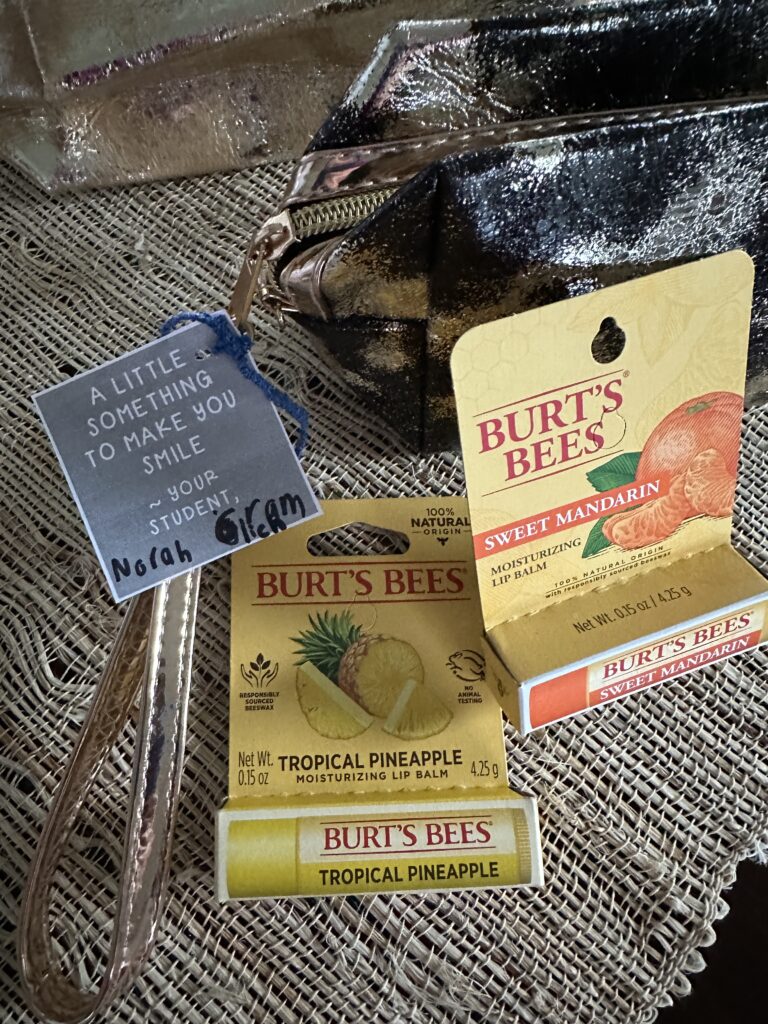 A LITTLE
SOMETHING
TO MAKE YOU
SMILE
~ YOUR
STUDENT,
Norah
100%
NATURAL
ORIGIN
BURT'S BEES®
RESPONSIBLY
SOURCED
BEESWAX
NO
ANIMAL
TESTING
Net Wt.
0.15 oz
TROPICAL PINEAPPLE
MOISTURIZING LIP BALM
4.25 g
BURT'S BEES®
TROPICAL PINEAPPLE
BURT'S
BEES®
SWEET MANDARIN
MOISTURIZING
LIP BALM
100% NATURAL ORIGIN
with responsibly sourced beeswax
Net Wt. 0.15 oz / 4.25 g
BURT'S BEES®
SWEET MANDARIN